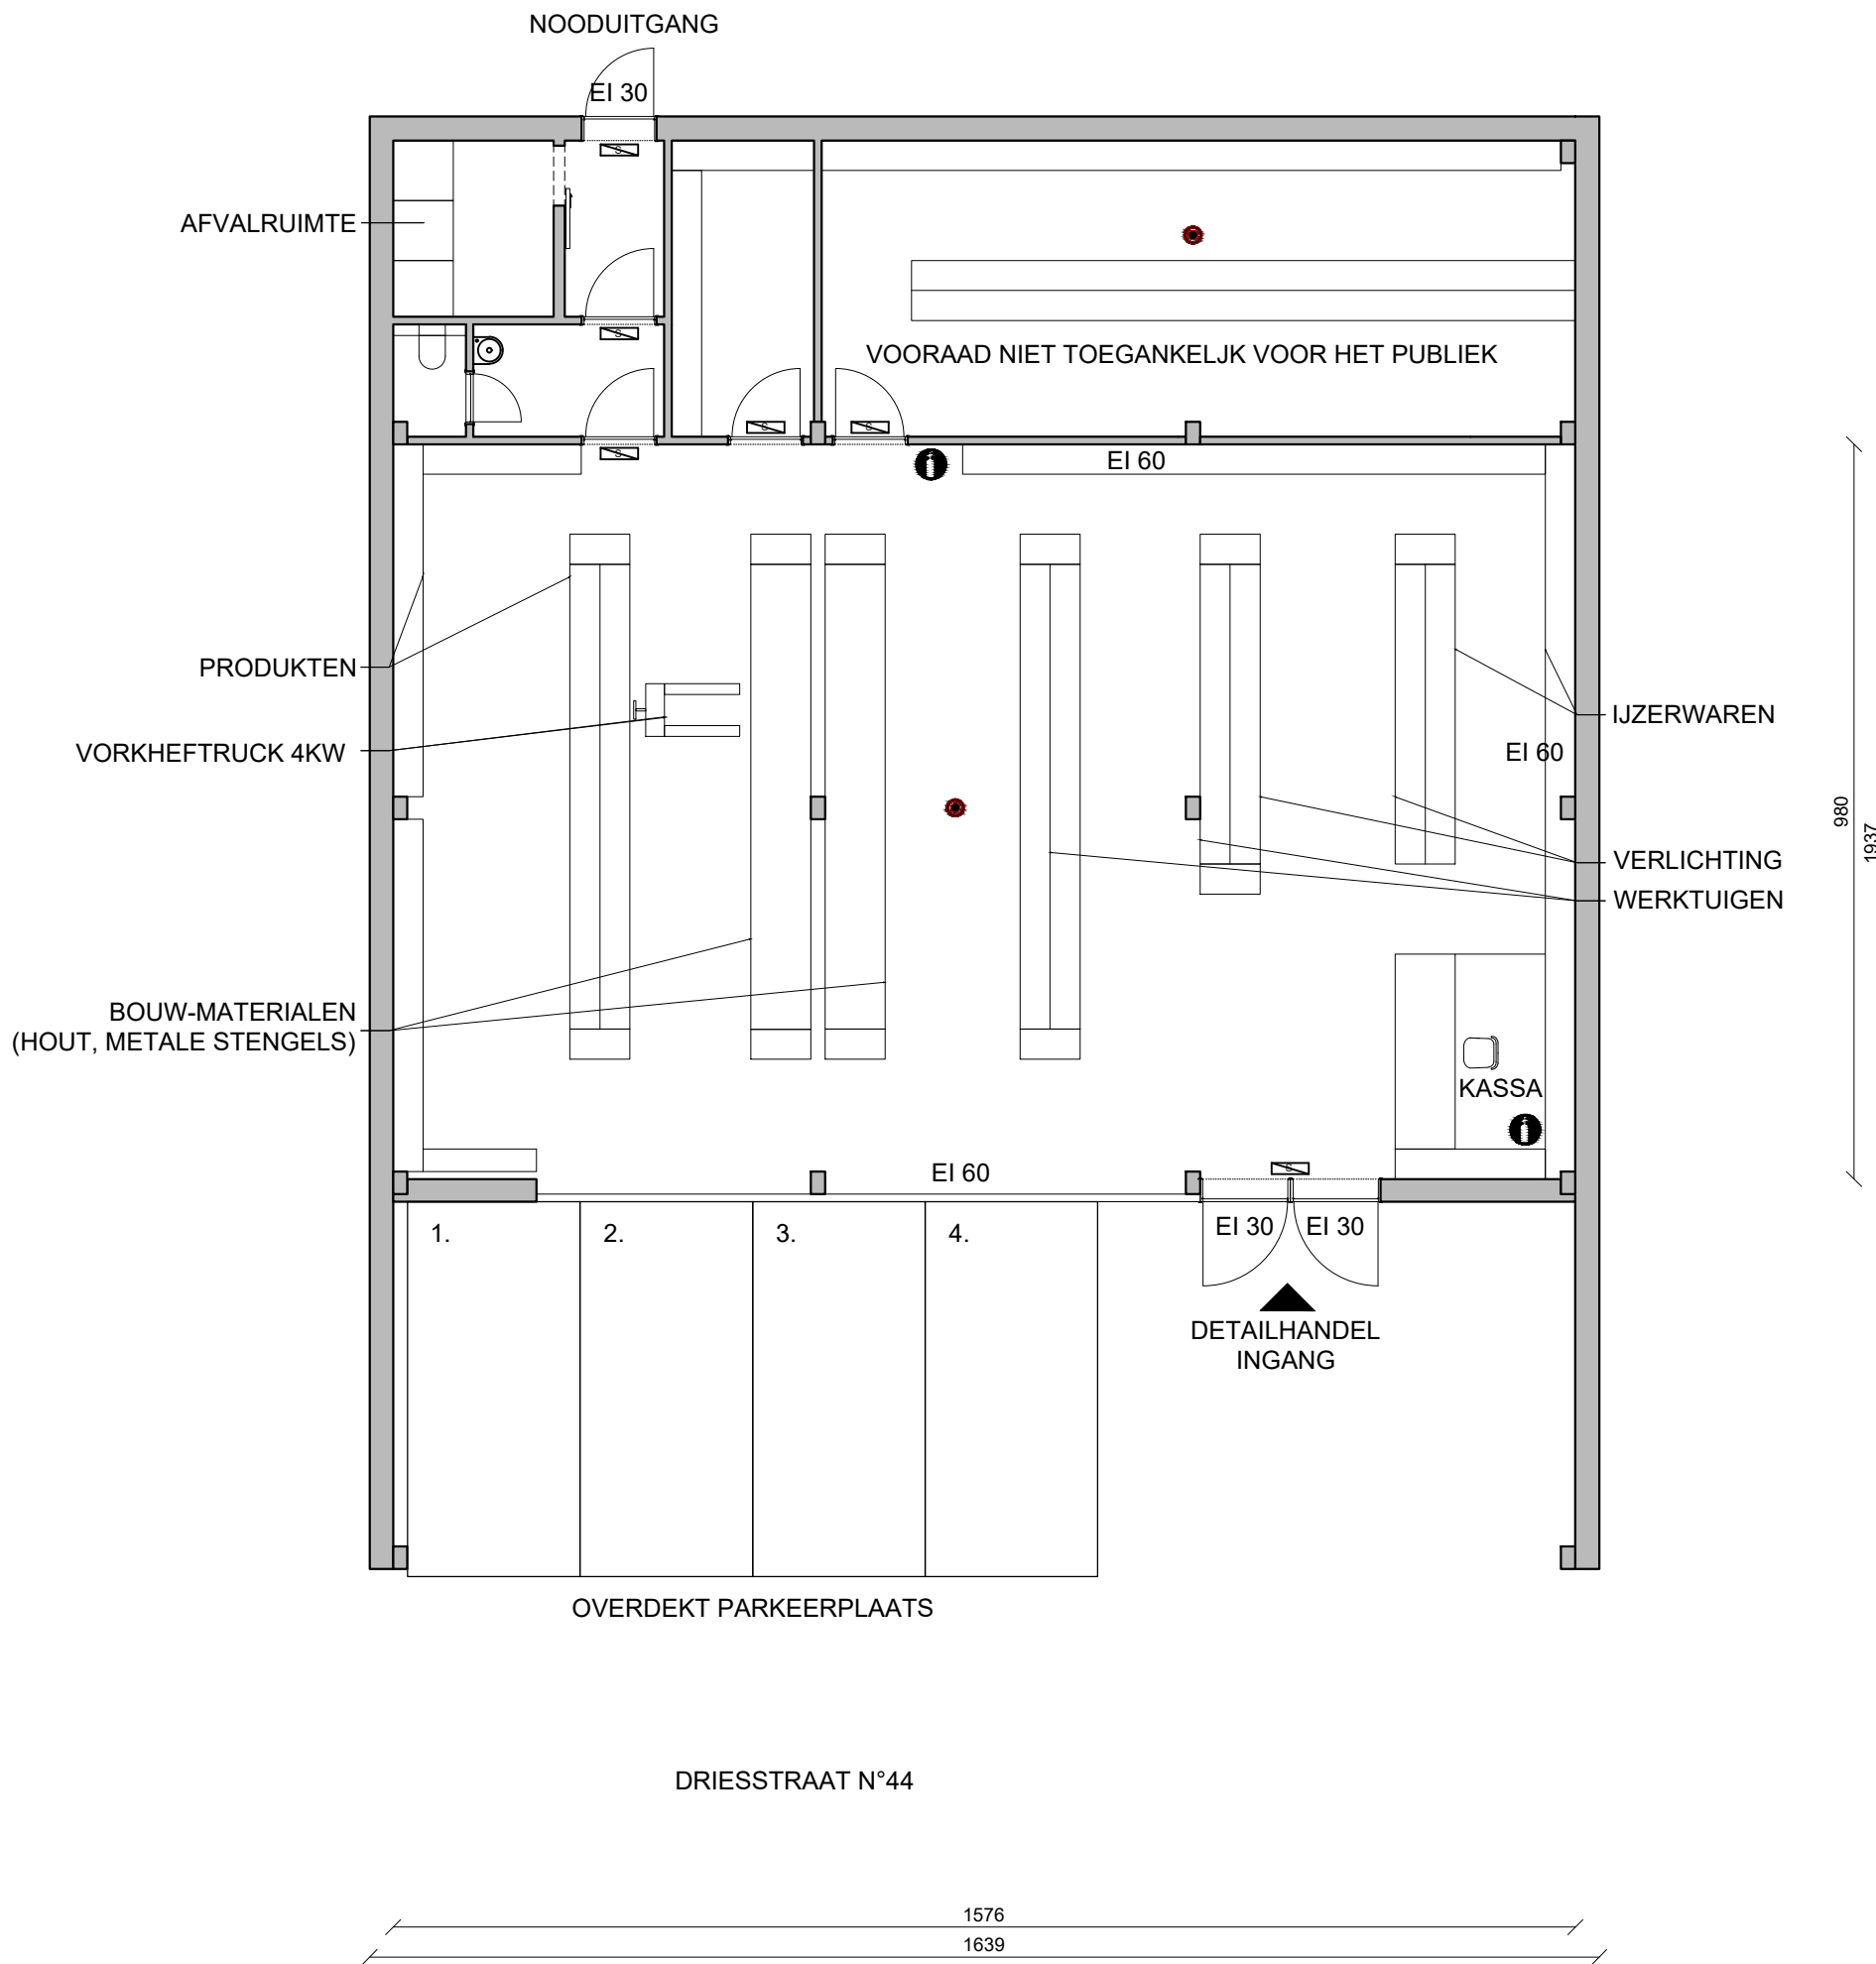 NOODUITGANG
EI 30
AFVALRUIMTE
VOORAAD NIET TOEGANKELJK VOOR HET PUBLIEK
EI 60
PRODUKTEN
IJZERWAREN
VORKHEFTRUCK 4KW
EI 60
980
1937
VERLICHTING
WERKTUIGEN
BOUW-MATERIALEN
(HOUT, METALE STENGELS)
KASSA
EI 60
1.
2.
3.
4.
EI 30
EI 30
DETAILHANDEL
INGANG
OVERDEKT PARKEERPLAATS
DRIESSTRAAT N°44
1576
1639